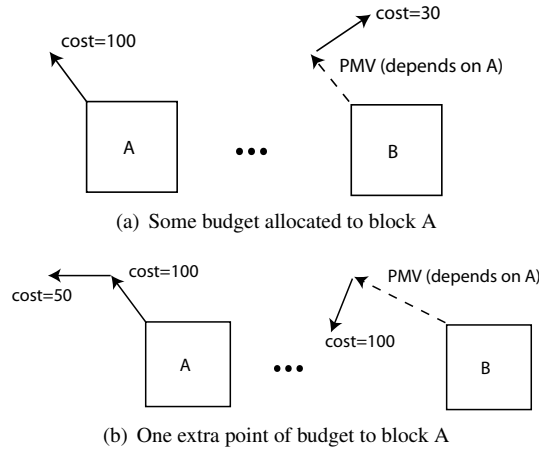 cost=100
cost=30
PMV (depends on A)
A
•••
B
(a) Some budget allocated to block A
cost=100
PMV (depends on A)
cost=50
cost=100
A
•••
B
(b) One extra point of budget to block A